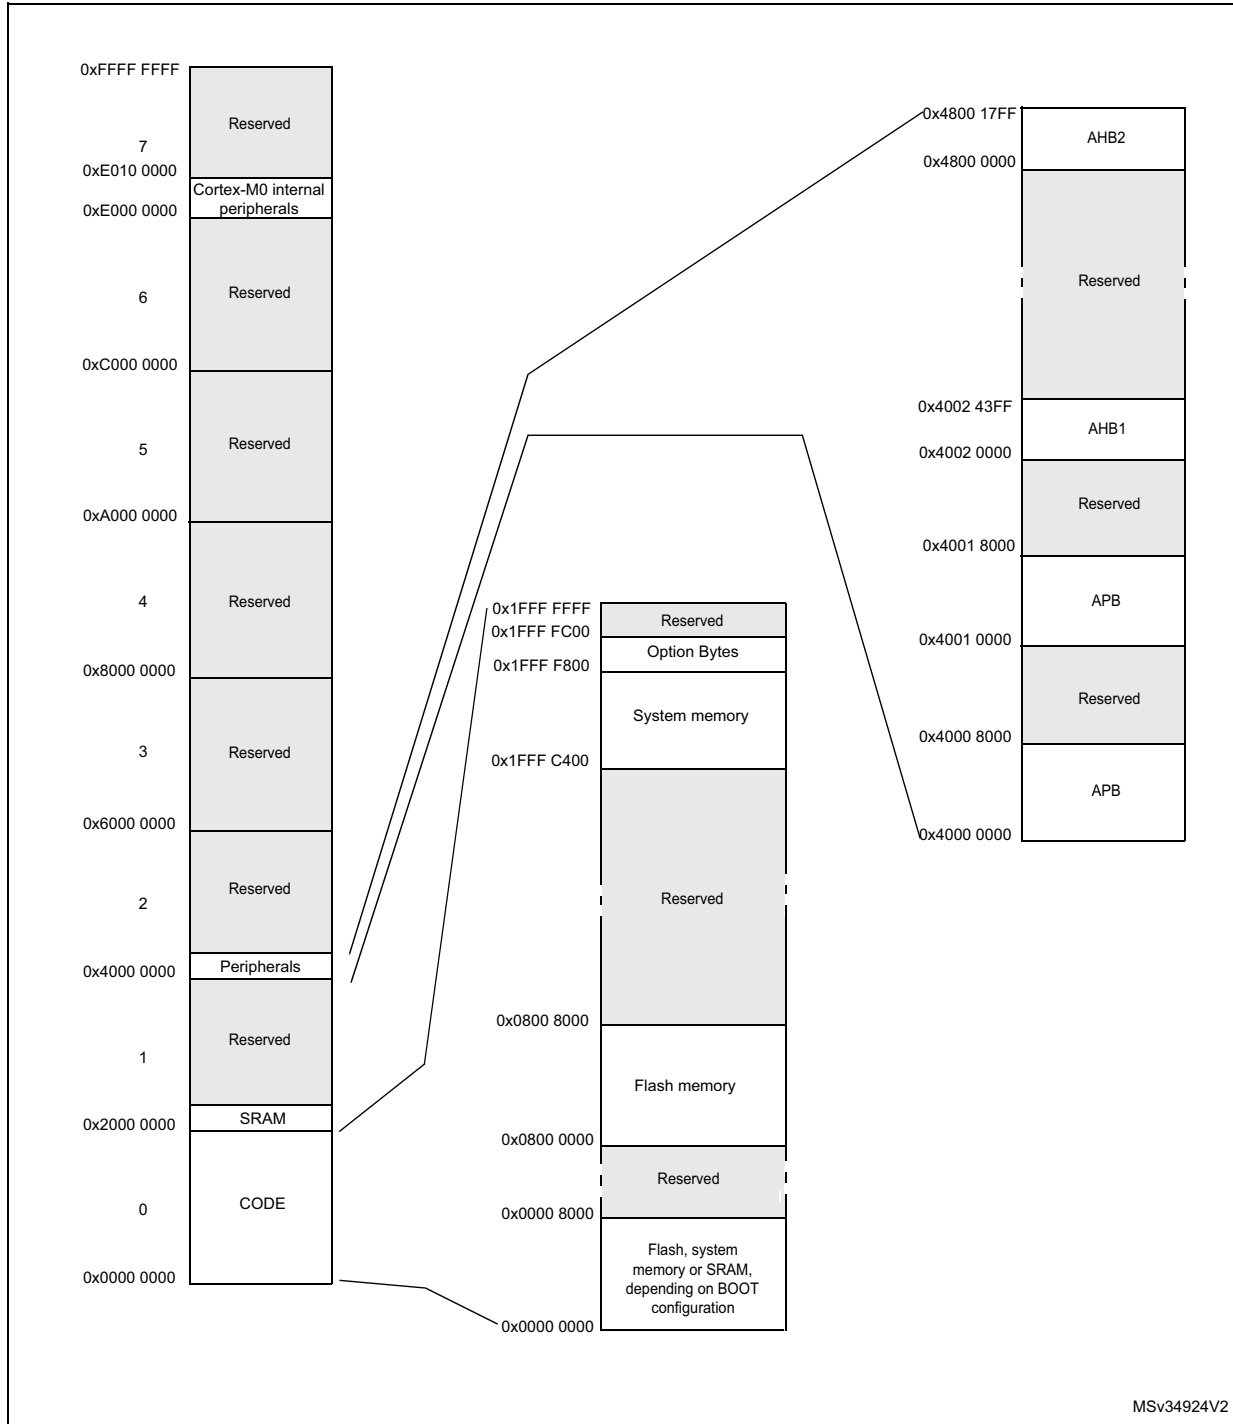 0xFFFF FFFF
Reserved
7
0xE010 0000
Cortex-M0 internal
peripherals
0xE000 0000
Reserved
6
0xC000 0000
Reserved
5
0xA000 0000
Reserved
4
0x8000 0000
Reserved
3
0x6000 0000
Reserved
2
0x4000 0000
Peripherals
Reserved
1
0x2000 0000
SRAM
CODE
0
0x0000 0000
0x1FFF FFFF
Reserved
0x1FFF FC00
Option Bytes
0x1FFF F800
System memory
0x1FFF C400
Reserved
0x0800 8000
Flash memory
0x0800 0000
Reserved
0x0000 8000
Flash, system
memory or SRAM,
depending on BOOT
configuration
0x0000 0000
0x4800 17FF
AHB2
0x4800 0000
Reserved
0x4002 43FF
AHB1
0x4002 0000
Reserved
0x4001 8000
APB
0x4001 0000
Reserved
0x4000 8000
APB
0x4000 0000
MSv34924V2